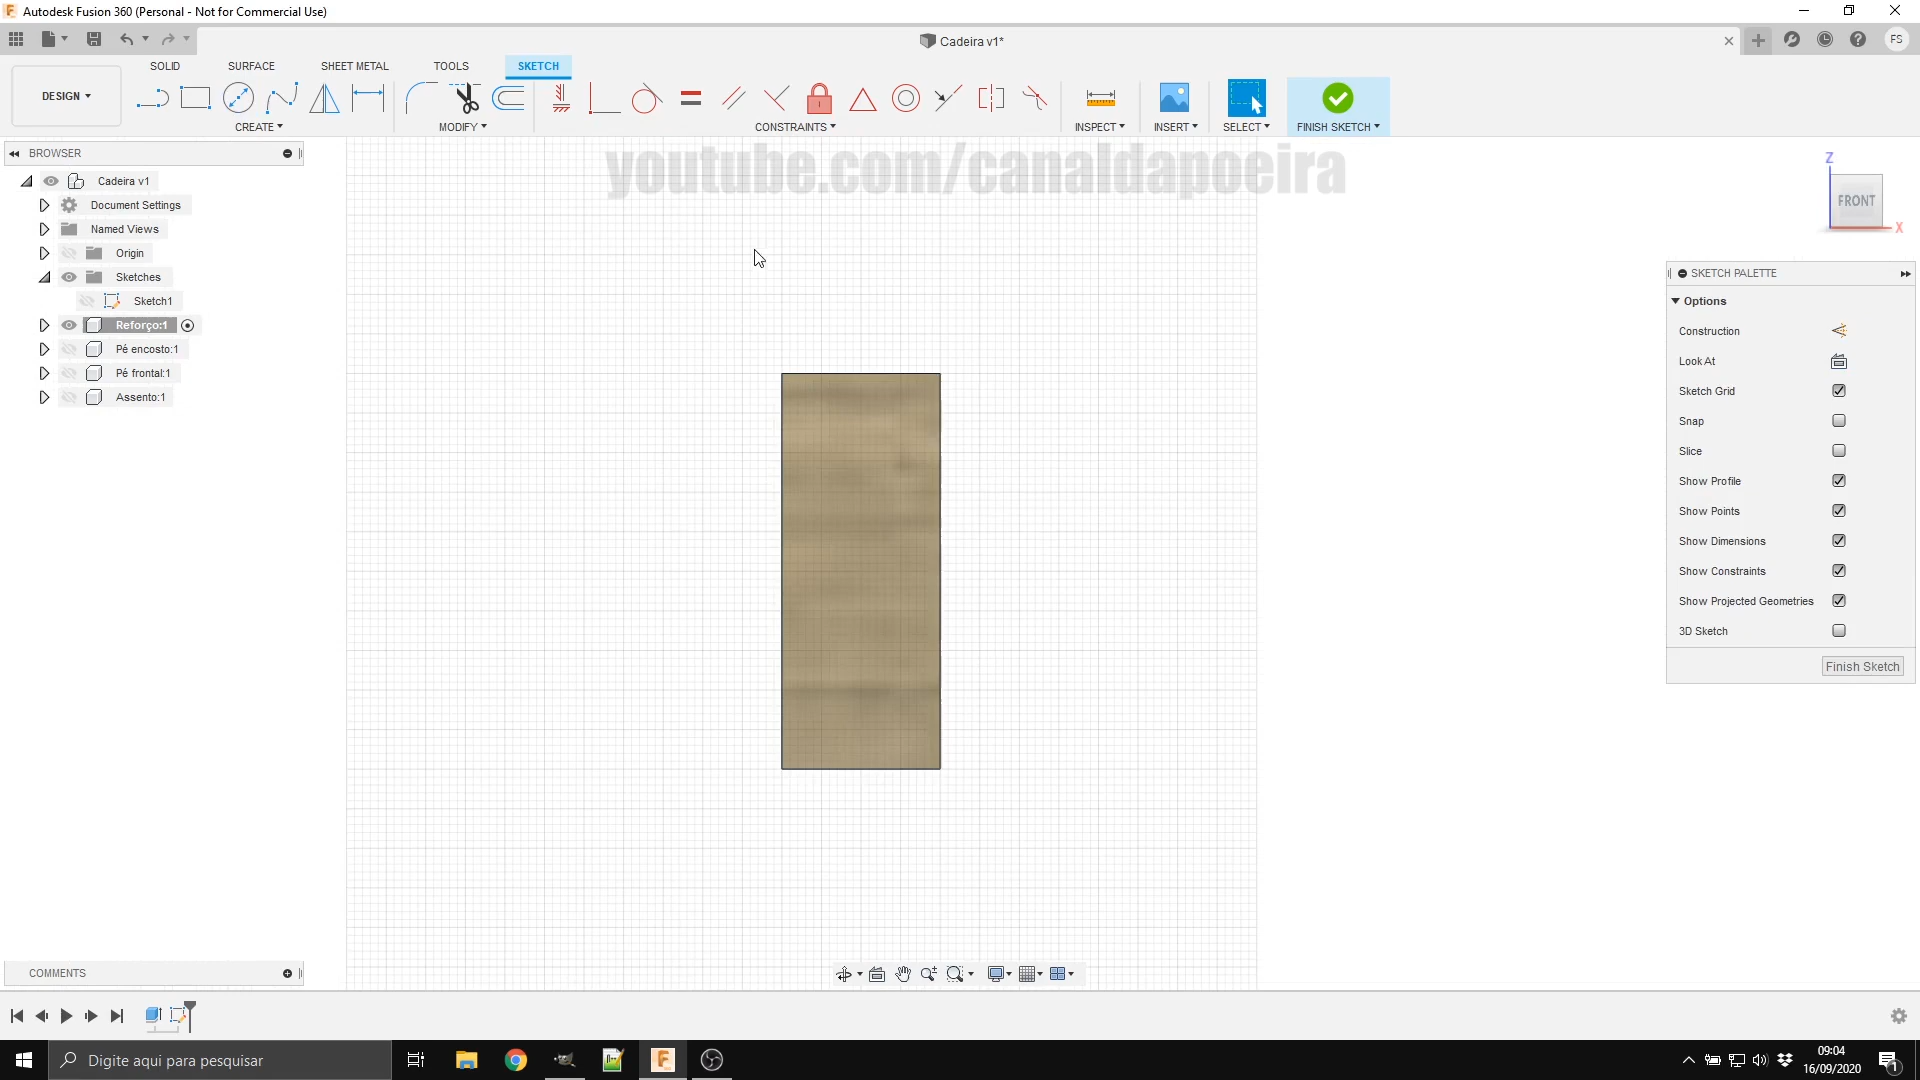 Autodesk Fusion 360 (Personal - Not for Commercial Use)
Cadeira v1*
FS
SOLID
SURFACE
SHEET METAL
TOOLS
SKETCH
DESIGN
CREATE
MODIFY
CONSTRAINTS
INSPECT
INSERT
SELECT
FINISH SKETCH
youtube.com/canaldapoeira
BROWSER
Cadeira v1
Document Settings
Named Views
Origin
Sketches
Sketch1
Reforço:1
Pé encosto:1
Pé frontal:1
Assento:1
Z
FRONT
X
SKETCH PALETTE
Options
Construction
Look At
Sketch Grid
Snap
Slice
Show Profile
Show Points
Show Dimensions
Show Constraints
Show Projected Geometries
3D Sketch
Finish Sketch
COMMENTS
Digite aqui para pesquisar
09:04
16/09/2020
1